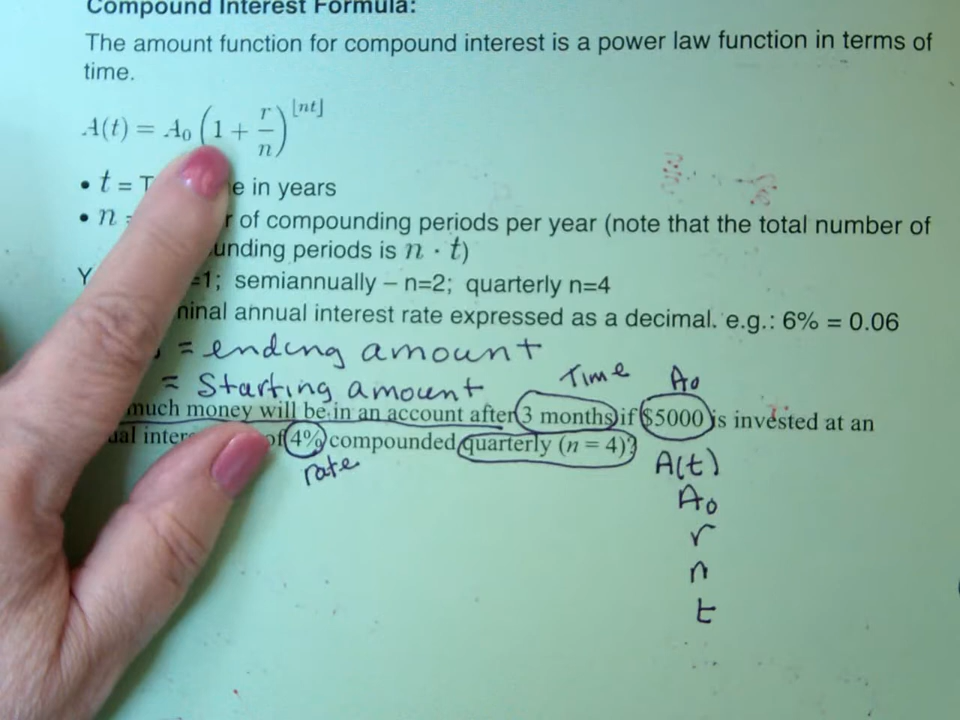 Compound Interest Formula:
The amount function for compound interest is a power law function in terms of
time.
A(t) = A₀ (1 + r/n)^⌊nt⌋
• t = in years
• n = of compounding periods per year (note that the total number of
periods is n · t)
=1; semiannually – n=2; quarterly n=4
annual interest rate expressed as a decimal. e.g.: 6% = 0.06
= ending amount
= Starting amount
Time A₀
much money will be in an account after 3 months if $5000 is invested at an
of 4% compounded quarterly (n = 4)?
rate
A(t)
A₀
r
n
t